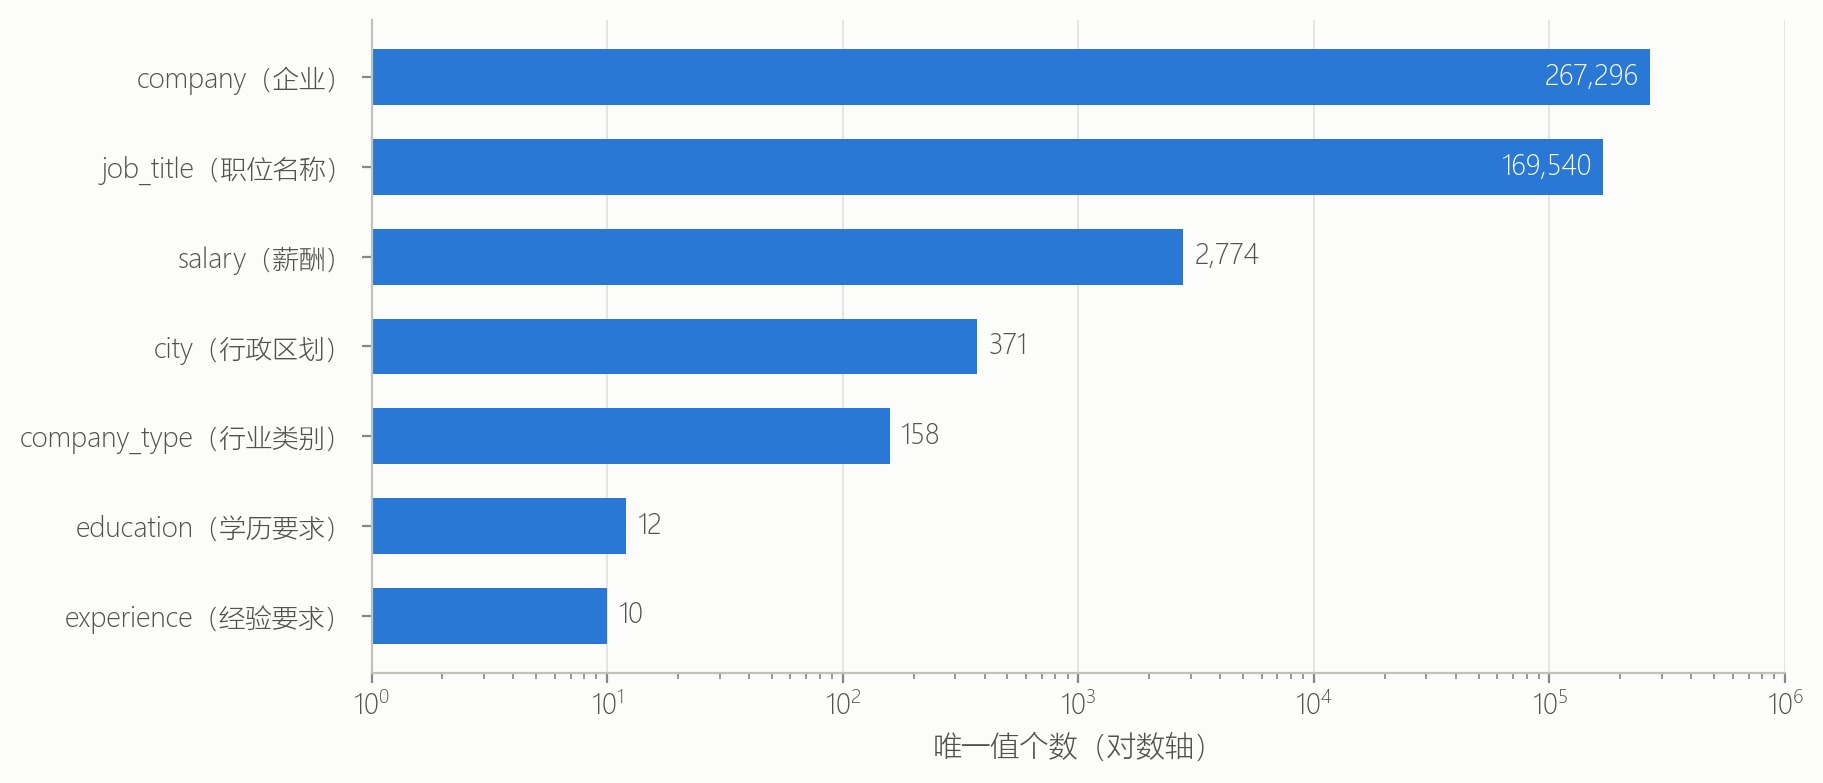 company（企业） 267,296
job_title（职位名称） 169,540
salary（薪酬） 2,774
city（行政区划） 371
company_type（行业类别） 158
education（学历要求） 12
experience（经验要求） 10
10⁰ 10¹ 10² 10³ 10⁴ 10⁵ 10⁶
唯一值个数（对数轴）